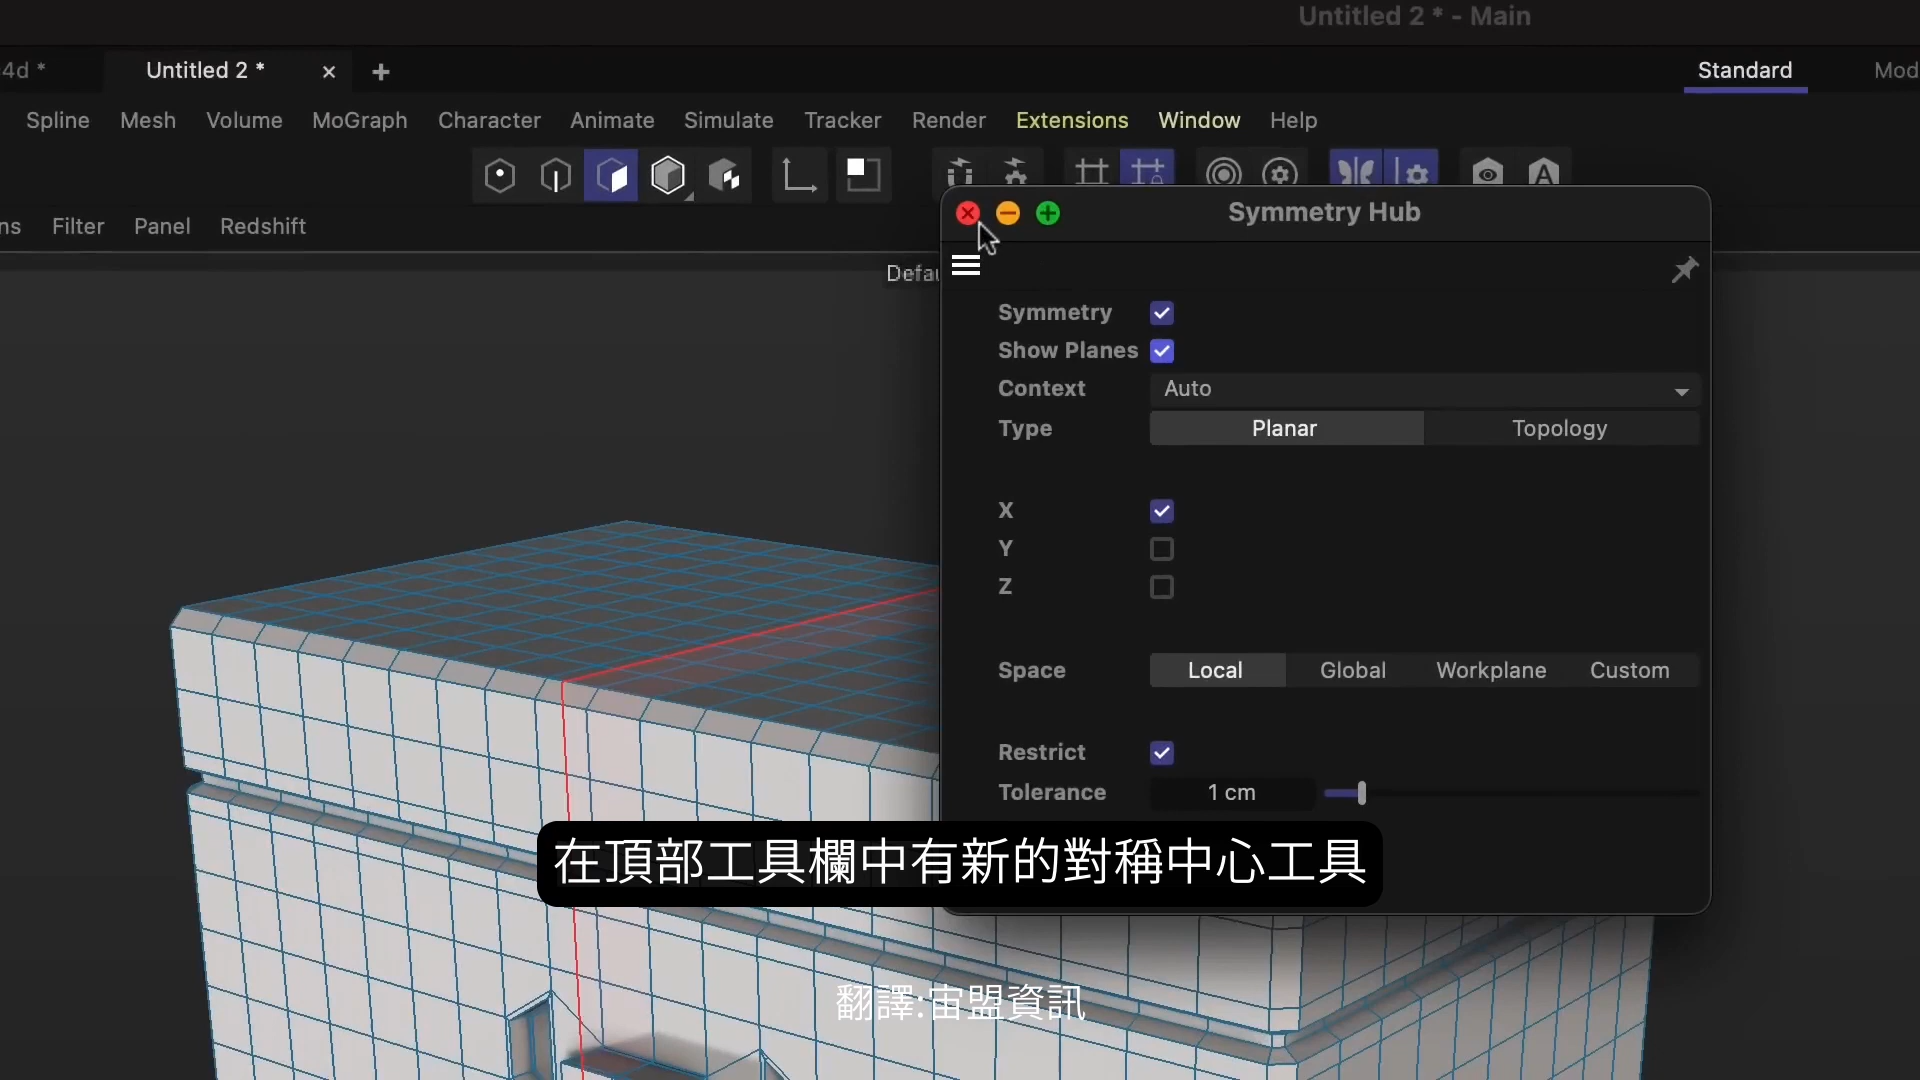 Untitled 2 * - Main
4d *
Untitled 2 *
Standard
Mod
Spline Mesh Volume MoGraph Character Animate Simulate Tracker Render Extensions Window Help
ns Filter Panel Redshift
Symmetry Hub
Defau
Symmetry
Show Planes
Context Auto
Type Planar Topology
X
Y
Z
Space Local Global Workplane Custom
Restrict
Tolerance 1 cm
在頂部工具欄中有新的對稱中心工具
翻譯:宙盟資訊